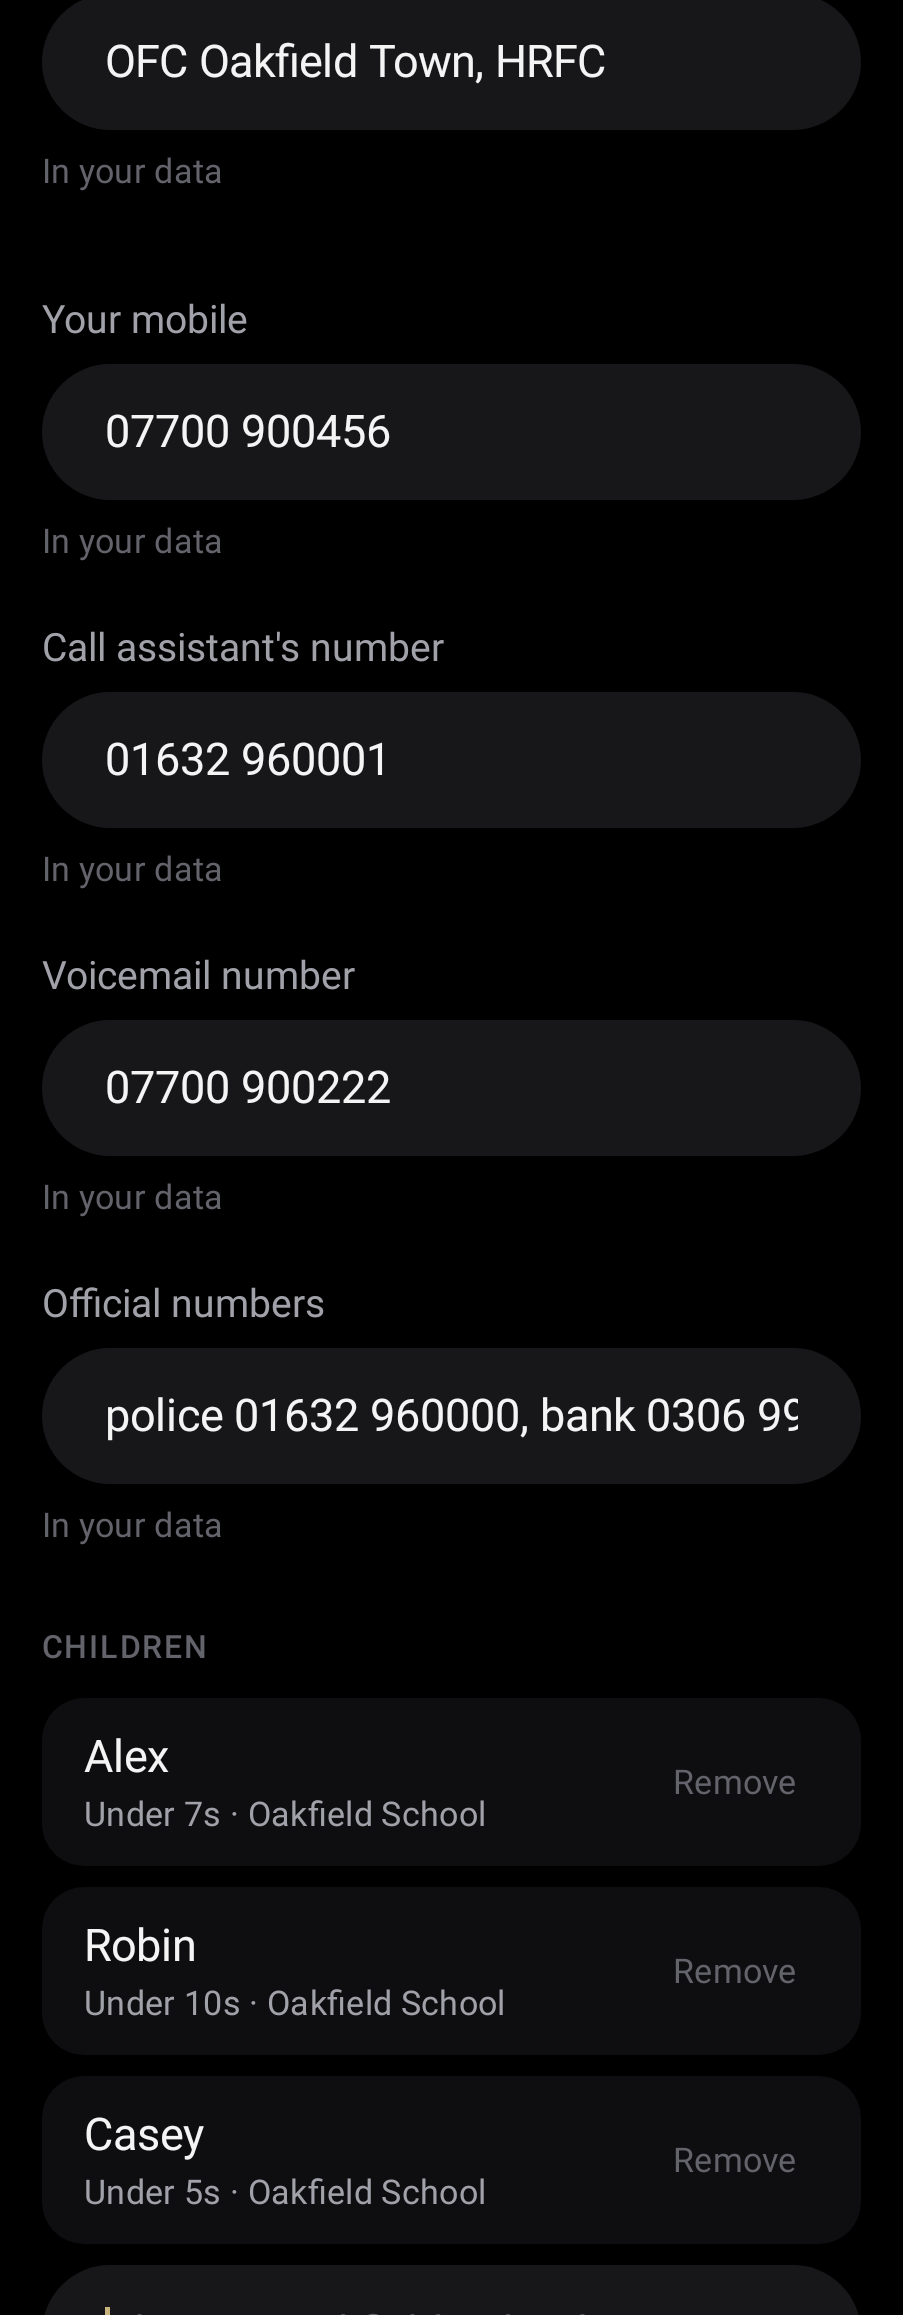 OFC Oakfield Town, HRFC
In your data
Your mobile
07700 900456
In your data
Call assistant's number
01632 960001
In your data
Voicemail number
07700 900222
In your data
Official numbers
police 01632 960000, bank 0306 99
In your data
CHILDREN
Alex
Under 7s · Oakfield School
Remove
Robin
Under 10s · Oakfield School
Remove
Casey
Under 5s · Oakfield School
Remove